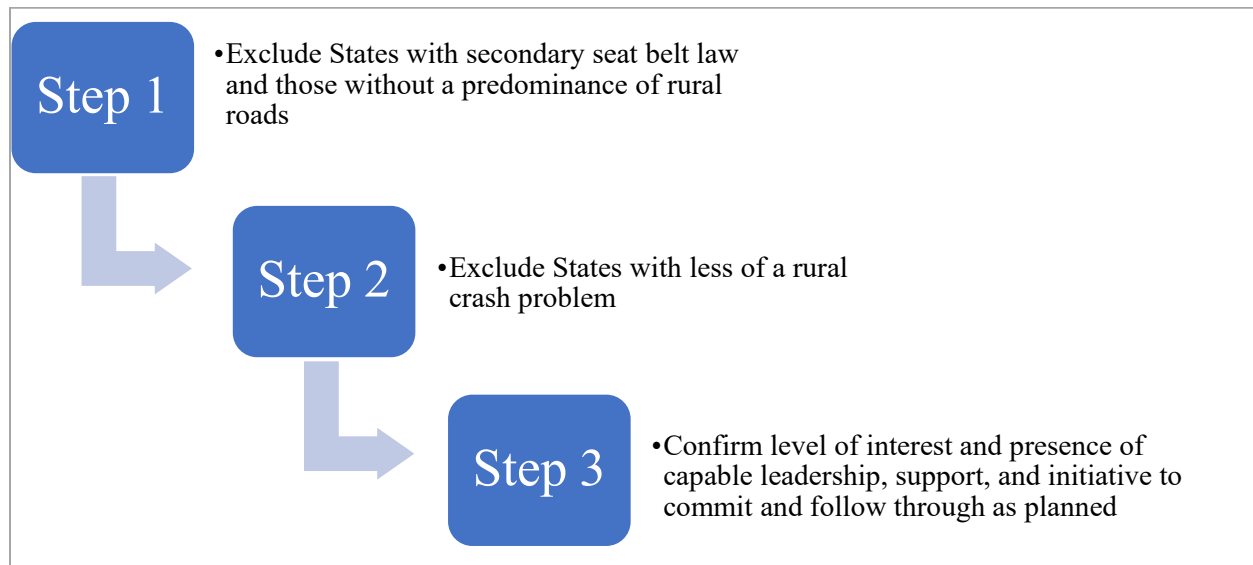 Step 1
•Exclude States with secondary seat belt law
and those without a predominance of rural
roads
Step 2
•Exclude States with less of a rural
crash problem
Step 3
•Confirm level of interest and presence of
capable leadership, support, and initiative to
commit and follow through as planned